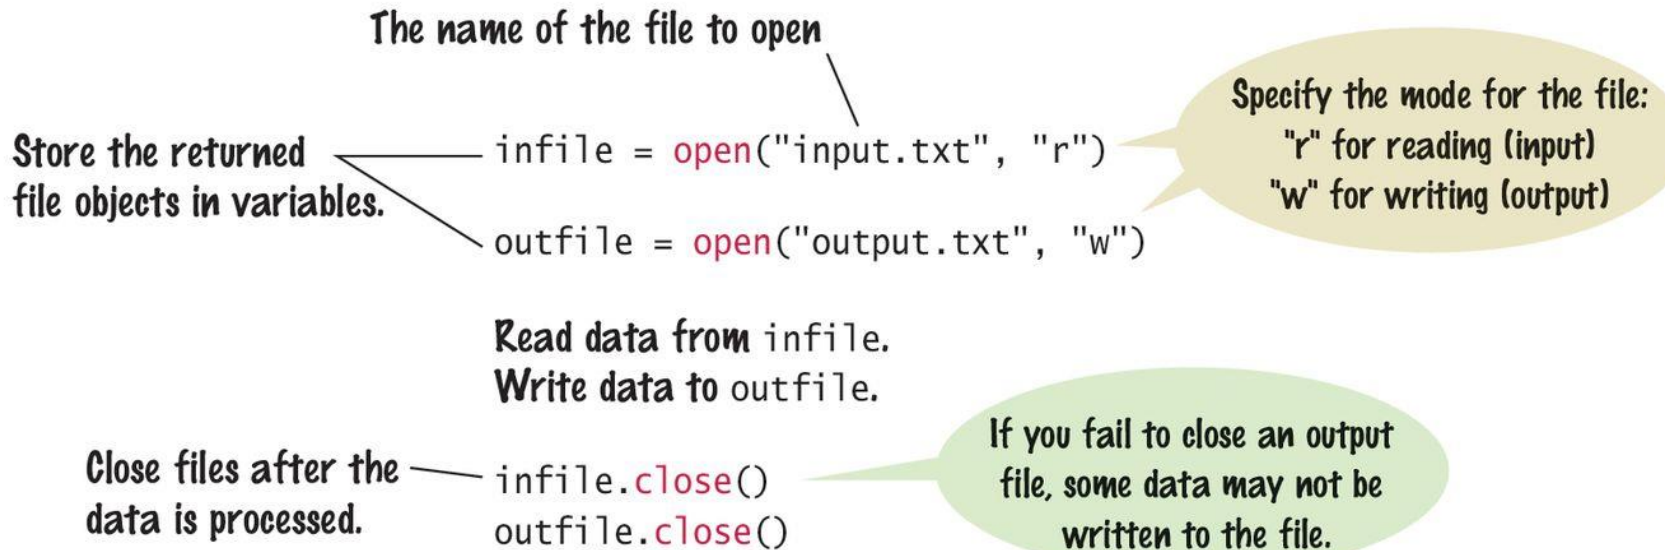 The name of the file to open
Specify the mode for the file:
"r" for reading (input)
"w" for writing (output)
Store the returned
file objects in variables.
infile = open("input.txt", "r")
outfile = open("output.txt", "w")
Read data from infile.
Write data to outfile.
Close files after the
data is processed.
infile.close()
outfile.close()
If you fail to close an output
file, some data may not be
written to the file.